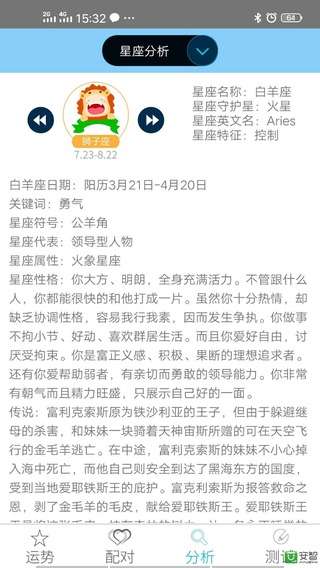 2G 4G 15:32 64
星座分析
星座名称：白羊座
星座守护星：火星
星座英文名：Aries
星座特征：控制
狮子座
7.23-8.22
白羊座日期：阳历3月21日-4月20日
关键词：勇气
星座符号：公羊角
星座代表：领导型人物
星座属性：火象星座
星座性格：你大方、明朗，全身充满活力。不管跟什么
人，你都能很快的和他打成一片。虽然你十分热情，却
缺乏协调性格，容易我行我素，因而发生争执。你做事
不拘小节、好动、喜欢群居生活。而且你爱好自由，讨
厌受拘束。你是富正义感、积极、果断的理想追求者。
还有你爱帮助弱者，有亲切而勇敢的领导能力。你非常
有朝气而且精力旺盛，只展示自己好的一面。
传说：富利克索斯原为铁沙利亚的王子，但由于躲避继
母的杀害，和妹妹一块骑着天神宙斯所赠的可在天空飞
行的金毛羊逃亡。在中途，富利克索斯的妹妹不小心掉
入海中死亡，而他自己则安全到达了黑海东方的国度，
受到当地爱耶铁斯王的庇护。富克利索斯为报答救命之
恩，剥了金毛羊的毛皮，献给爱耶铁斯王。爱耶铁斯王
运势
配对
分析
测试
安智